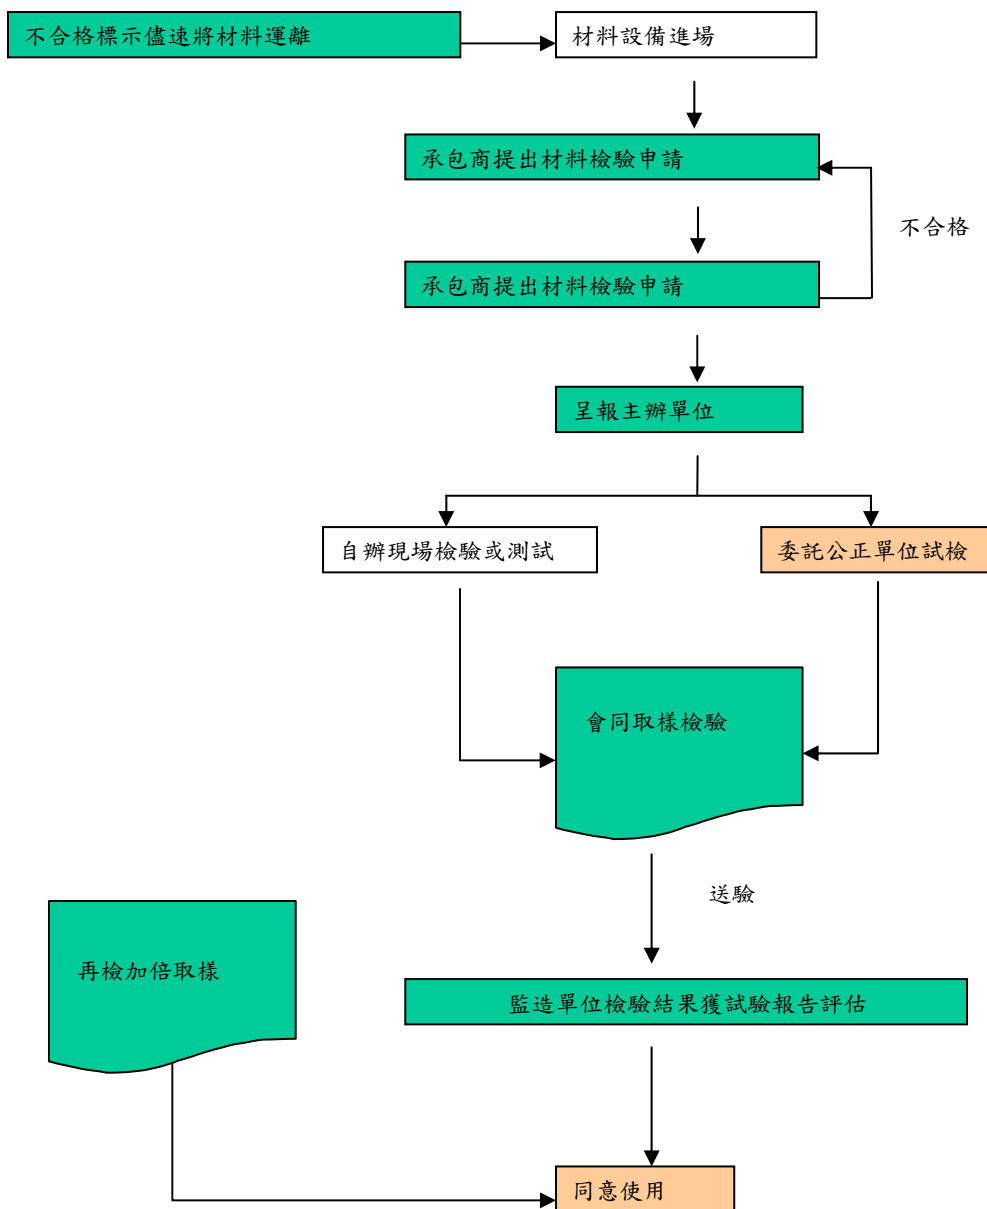 不合格標示儘速將材料運離
材料設備進場
承包商提出材料檢驗申請
不合格
承包商提出材料檢驗申請
呈報主辦單位
自辦現場檢驗或測試
委託公正單位試檢
會同取樣檢驗
送驗
再檢加倍取樣
監造單位檢驗結果獲試驗報告評估
同意使用